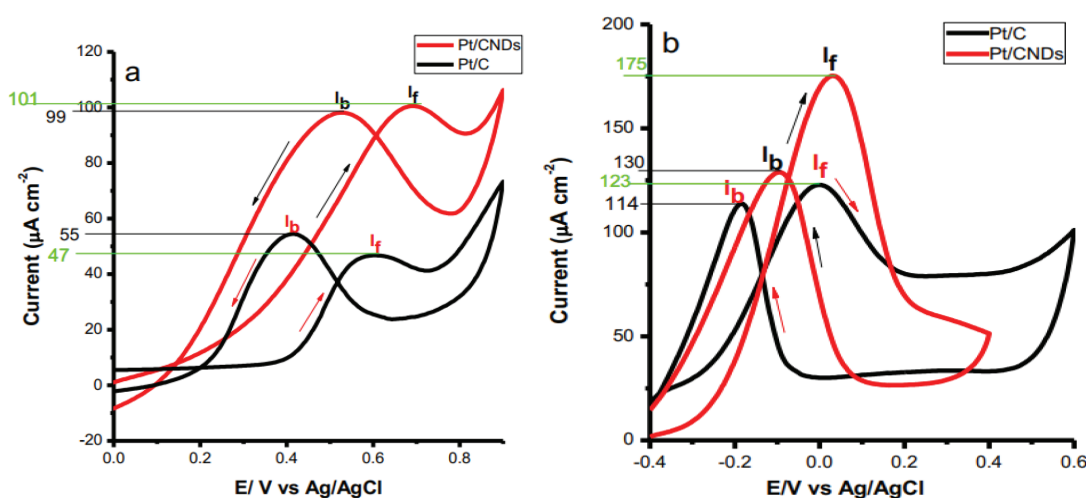 a
Pt/CNDs
Pt/C
Current (µA cm⁻²)
120
100
80
60
40
20
0
-20
101
99
55
47
Ib
If
Ib
If
0.0
0.2
0.4
0.6
0.8
E/ V vs Ag/AgCl
b
Pt/C
Pt/CNDs
Current (µA cm⁻²)
200
175
150
130
123
114
100
50
0
If
Ib
If
Ib
-0.4
-0.2
0.0
0.2
0.4
0.6
E/V vs Ag/AgCl